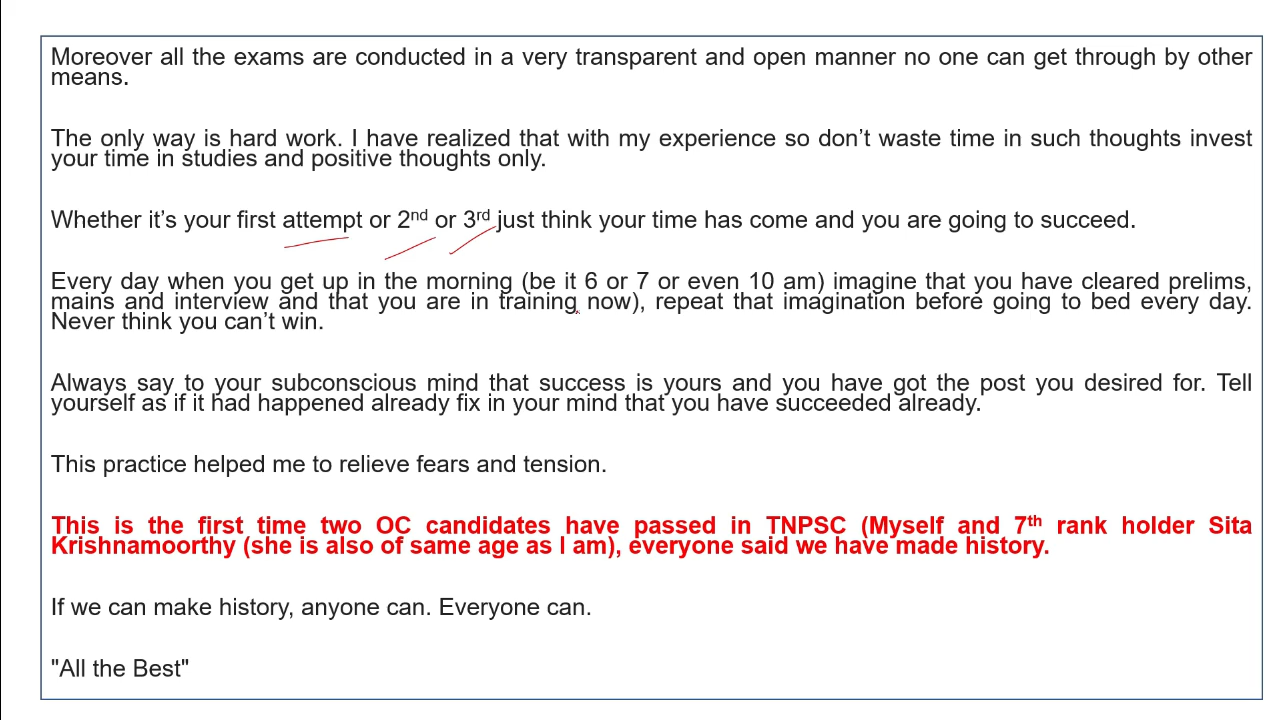 Moreover all the exams are conducted in a very transparent and open manner no one can get through by other
means.
The only way is hard work. I have realized that with my experience so don’t waste time in such thoughts invest
your time in studies and positive thoughts only.
Whether it’s your first attempt or 2nd or 3rd just think your time has come and you are going to succeed.
Every day when you get up in the morning (be it 6 or 7 or even 10 am) imagine that you have cleared prelims,
mains and interview and that you are in training now), repeat that imagination before going to bed every day.
Never think you can’t win.
Always say to your subconscious mind that success is yours and you have got the post you desired for. Tell
yourself as if it had happened already fix in your mind that you have succeeded already.
This practice helped me to relieve fears and tension.
This is the first time two OC candidates have passed in TNPSC (Myself and 7th rank holder Sita
Krishnamoorthy (she is also of same age as I am), everyone said we have made history.
If we can make history, anyone can. Everyone can.
"All the Best"